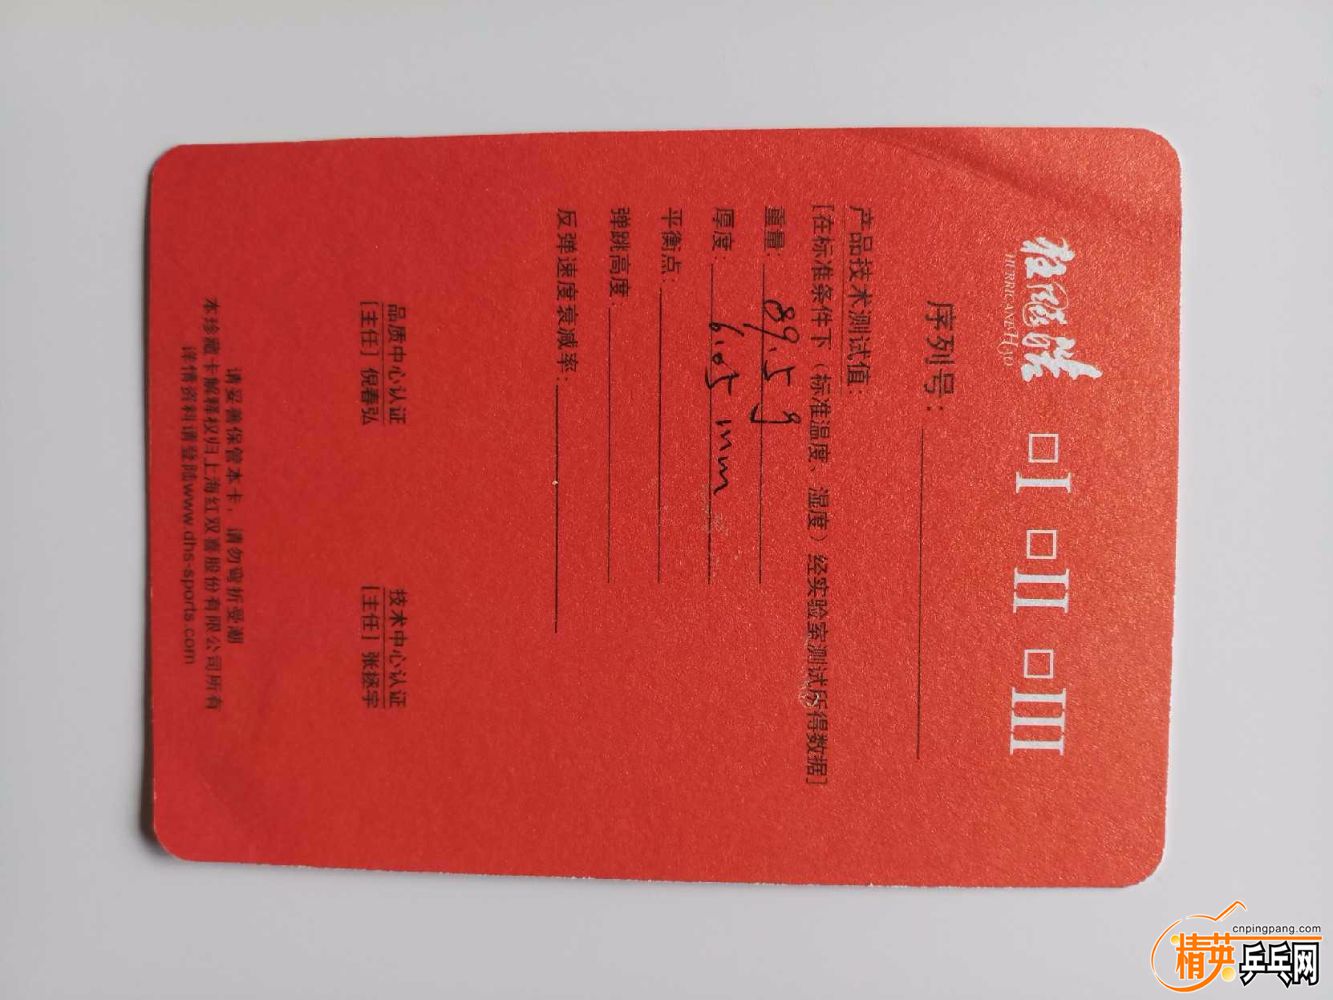 狂飚浩
HERRICANE HAO
□I □II □III
序列号：
产品技术测试值：
[在标准条件下（标准温度、湿度）经实验室测试所得数据]
重量：89.5g
厚度：6.05mm
平衡点：
弹跳高度：
反弹速度衰减率：
品质中心认证 技术中心认证
[主任] 倪春弘 [主任] 张拯宇
请妥善保管本卡，请勿弯折受潮
本珍藏卡解释权归上海红双喜股份有限公司所有
详情资料请登陆www.dhs-sports.com
cnpingpang.com
精英乒乓网